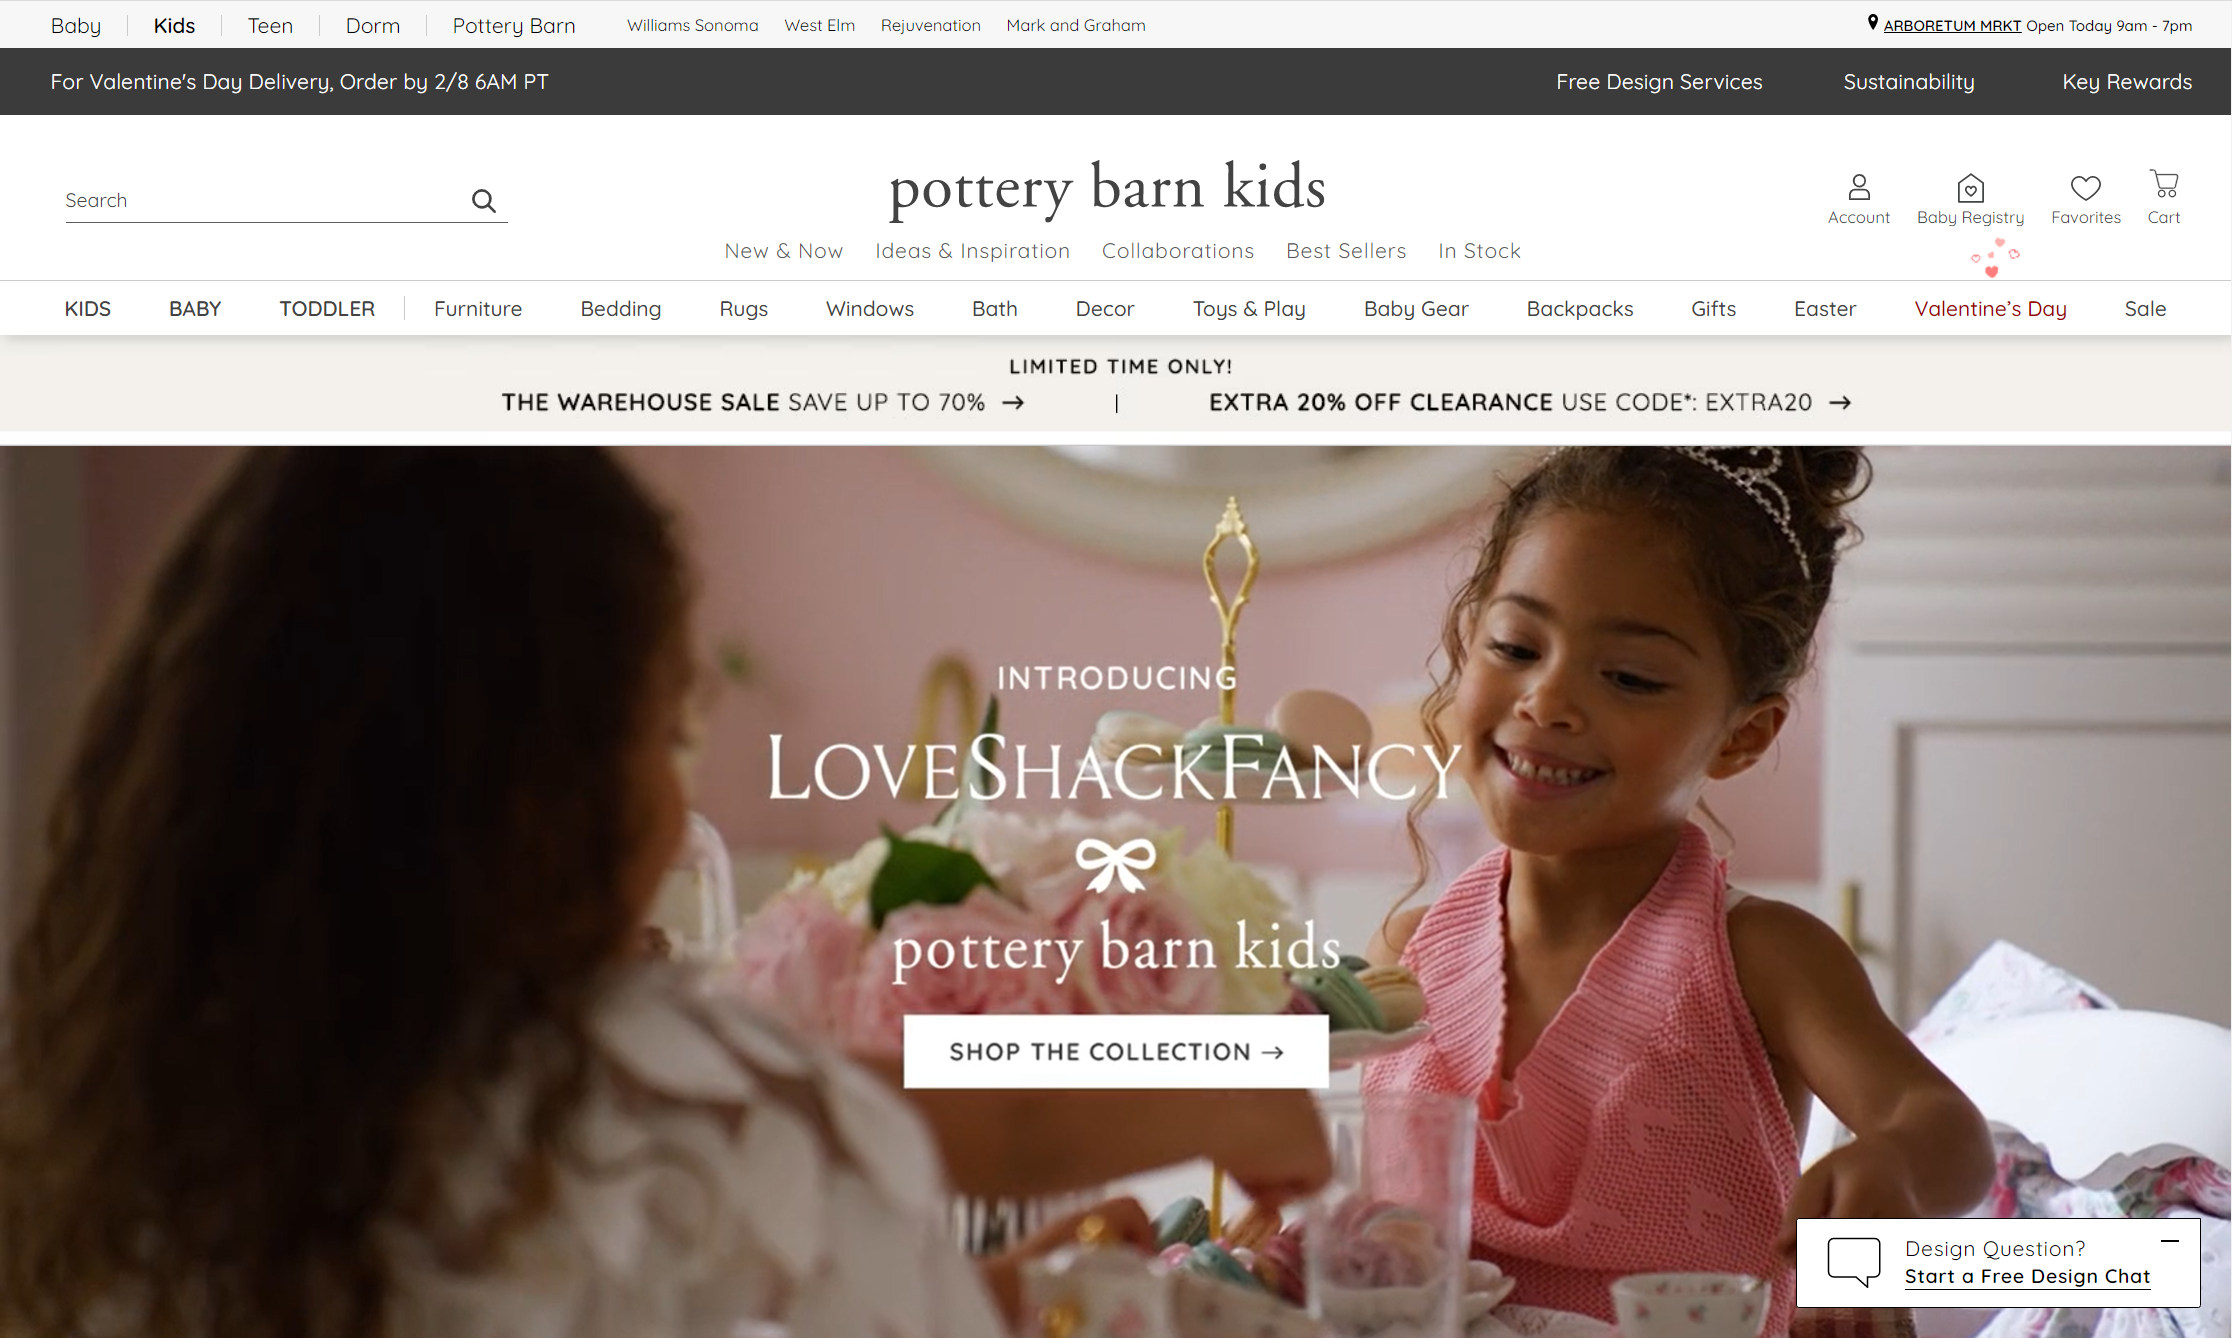 Baby Kids Teen Dorm Pottery Barn Williams Sonoma West Elm Rejuvenation Mark and Graham ARBORETUM MRKT Open Today 9am - 7pm
For Valentine's Day Delivery, Order by 2/8 6AM PT Free Design Services Sustainability Key Rewards
Search
pottery barn kids
Account Baby Registry Favorites Cart
New & Now Ideas & Inspiration Collaborations Best Sellers In Stock
KIDS BABY TODDLER Furniture Bedding Rugs Windows Bath Decor Toys & Play Baby Gear Backpacks Gifts Easter Valentine’s Day Sale
LIMITED TIME ONLY!
THE WAREHOUSE SALE SAVE UP TO 70% → | EXTRA 20% OFF CLEARANCE USE CODE*: EXTRA20 →
INTRODUCING
LOVESHACKFANCY
pottery barn kids
SHOP THE COLLECTION →
Design Question?
Start a Free Design Chat